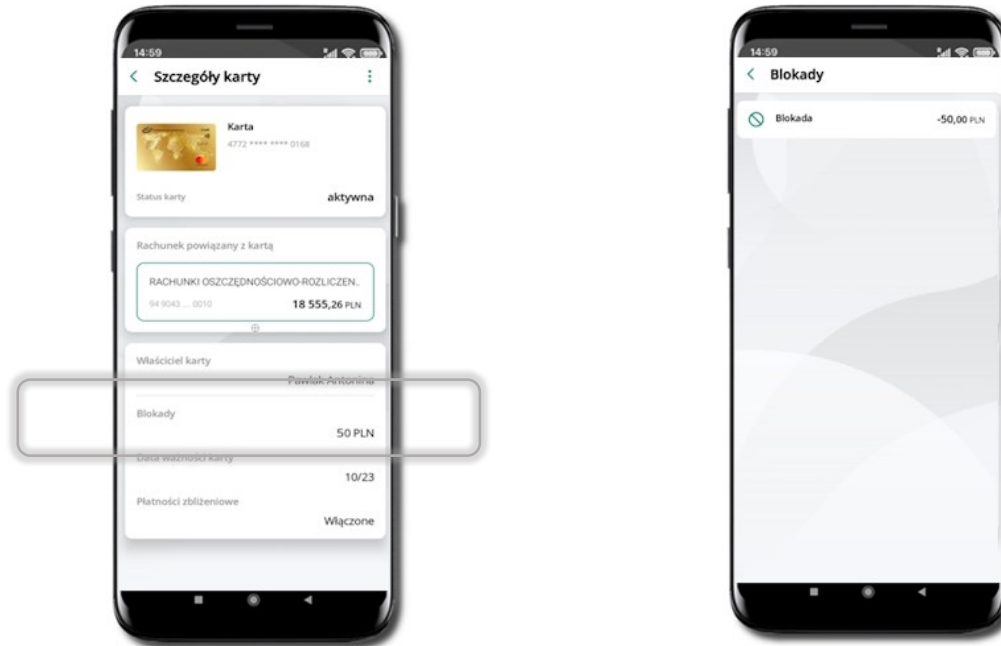 14:59
Szczegóły karty
Karta
4772 **** **** 0168
Status karty
aktywna
Rachunek powiązany z kartą
RACHUNKI OSZCZĘDNOŚCIOWO-ROZLICZEN..
94 9043 ... 0010
18 555,26 PLN
Właściciel karty
Pawlak Antonina
Blokady
50 PLN
Data ważności karty
10/23
Płatności zbliżeniowe
Włączone
14:59
Blokady
Blokada
-50,00 PLN